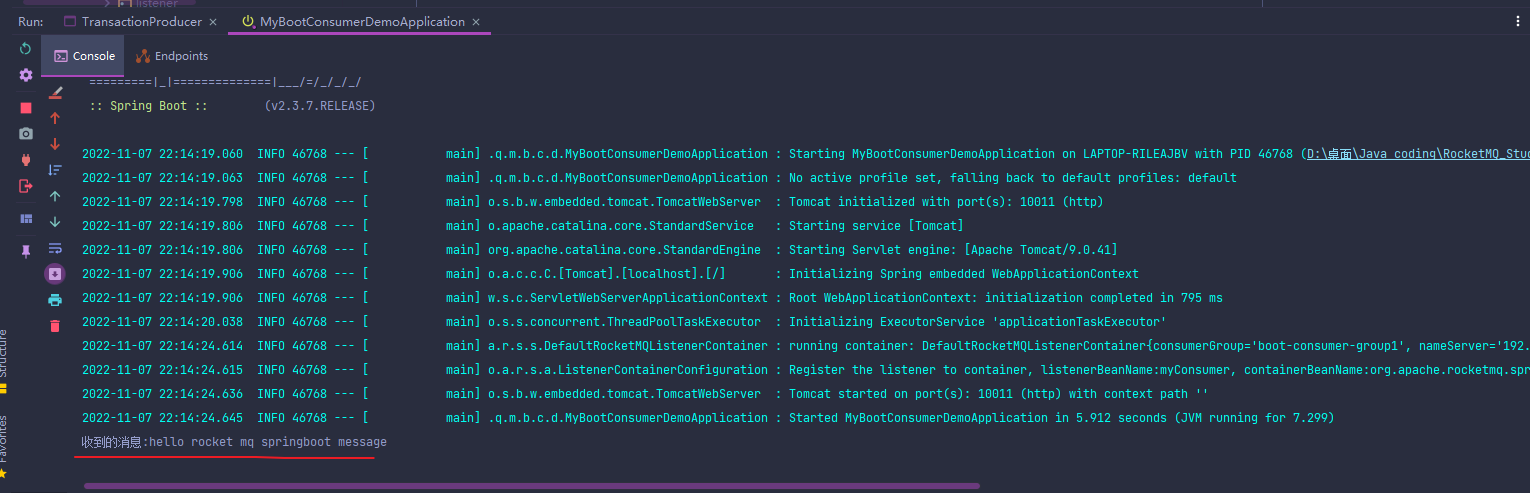 listener
Run: TransactionProducer × MyBootConsumerDemoApplication ×
Console Endpoints
=========|_|==============|___/=/_/_/_/
:: Spring Boot :: (v2.3.7.RELEASE)
2022-11-07 22:14:19.060 INFO 46768 --- [ main] .q.m.b.c.d.MyBootConsumerDemoApplication : Starting MyBootConsumerDemoApplication on LAPTOP-RILEAJBV with PID 46768 (D:\桌面\Java coding\RocketMQ_Stu
2022-11-07 22:14:19.063 INFO 46768 --- [ main] .q.m.b.c.d.MyBootConsumerDemoApplication : No active profile set, falling back to default profiles: default
2022-11-07 22:14:19.798 INFO 46768 --- [ main] o.s.b.w.embedded.tomcat.TomcatWebServer : Tomcat initialized with port(s): 10011 (http)
2022-11-07 22:14:19.806 INFO 46768 --- [ main] o.apache.catalina.core.StandardService : Starting service [Tomcat]
2022-11-07 22:14:19.806 INFO 46768 --- [ main] org.apache.catalina.core.StandardEngine : Starting Servlet engine: [Apache Tomcat/9.0.41]
2022-11-07 22:14:19.906 INFO 46768 --- [ main] o.a.c.c.C.[Tomcat].[localhost].[/] : Initializing Spring embedded WebApplicationContext
2022-11-07 22:14:19.906 INFO 46768 --- [ main] w.s.c.ServletWebServerApplicationContext : Root WebApplicationContext: initialization completed in 795 ms
2022-11-07 22:14:20.038 INFO 46768 --- [ main] o.s.s.concurrent.ThreadPoolTaskExecutor : Initializing ExecutorService 'applicationTaskExecutor'
2022-11-07 22:14:24.614 INFO 46768 --- [ main] a.r.s.s.DefaultRocketMQListenerContainer : running container: DefaultRocketMQListenerContainer{consumerGroup='boot-consumer-group1', nameServer='192.
2022-11-07 22:14:24.615 INFO 46768 --- [ main] o.a.r.s.a.ListenerContainerConfiguration : Register the listener to container, listenerBeanName:myConsumer, containerBeanName:org.apache.rocketmq.spr
2022-11-07 22:14:24.636 INFO 46768 --- [ main] o.s.b.w.embedded.tomcat.TomcatWebServer : Tomcat started on port(s): 10011 (http) with context path ''
2022-11-07 22:14:24.645 INFO 46768 --- [ main] .q.m.b.c.d.MyBootConsumerDemoApplication : Started MyBootConsumerDemoApplication in 5.912 seconds (JVM running for 7.299)
收到的消息:hello rocket mq springboot message
Structure
Favorites